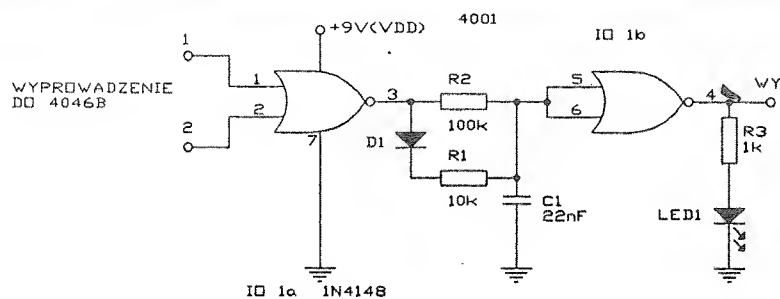 +9V(VDD)
4001
IO 1b
1
WYPROWADZENIE
DO 4046B
2
1
2
3
7
D1
R2
100k
R1
10k
C1
22nF
5
6
4
WY
R3
1k
LED1
IO 1a 1N4148